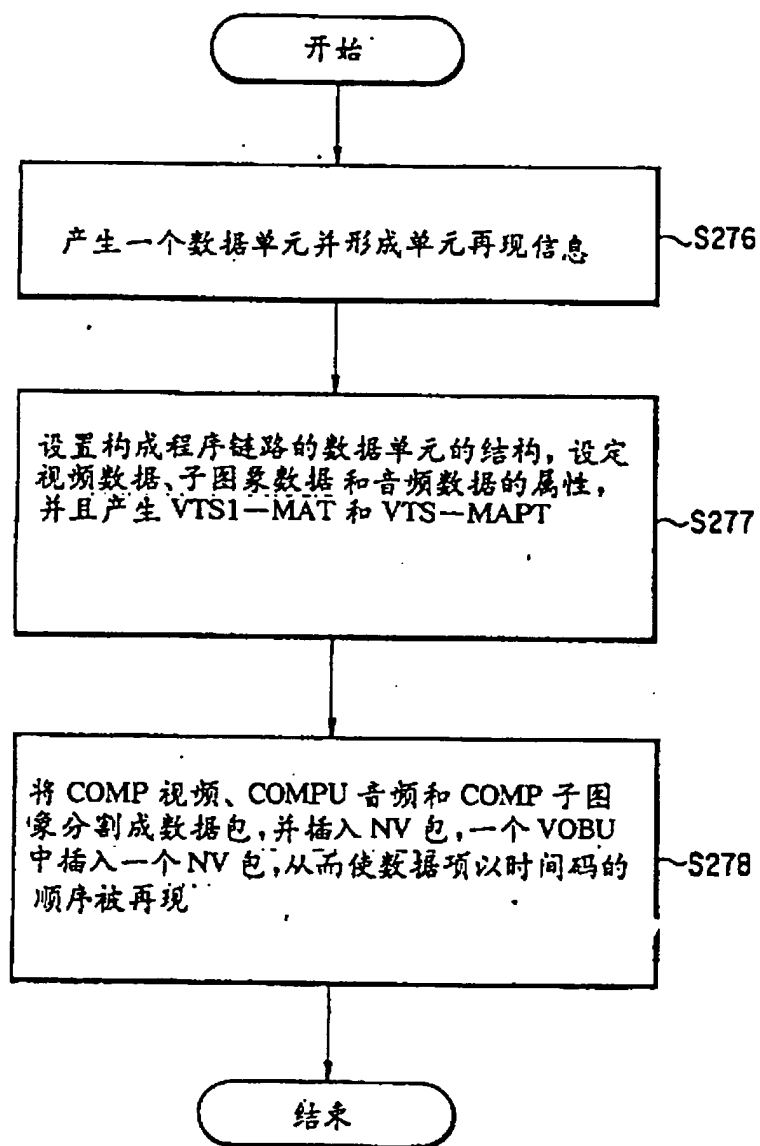 开始
产生一个数据单元并形成单元再现信息
S276
设置构成程序链路的数据单元的结构,设定
视频数据、子图象数据和音频数据的属性,
并且产生 VTS1-MAT 和 VTS-MAPT
S277
将 COMP 视频、COMPU 音频和 COMP 子图
象分割成数据包,并插入 NV 包,一个 VOBU
中插入一个 NV 包,从而使数据项以时间码的
顺序被再现
S278
结束